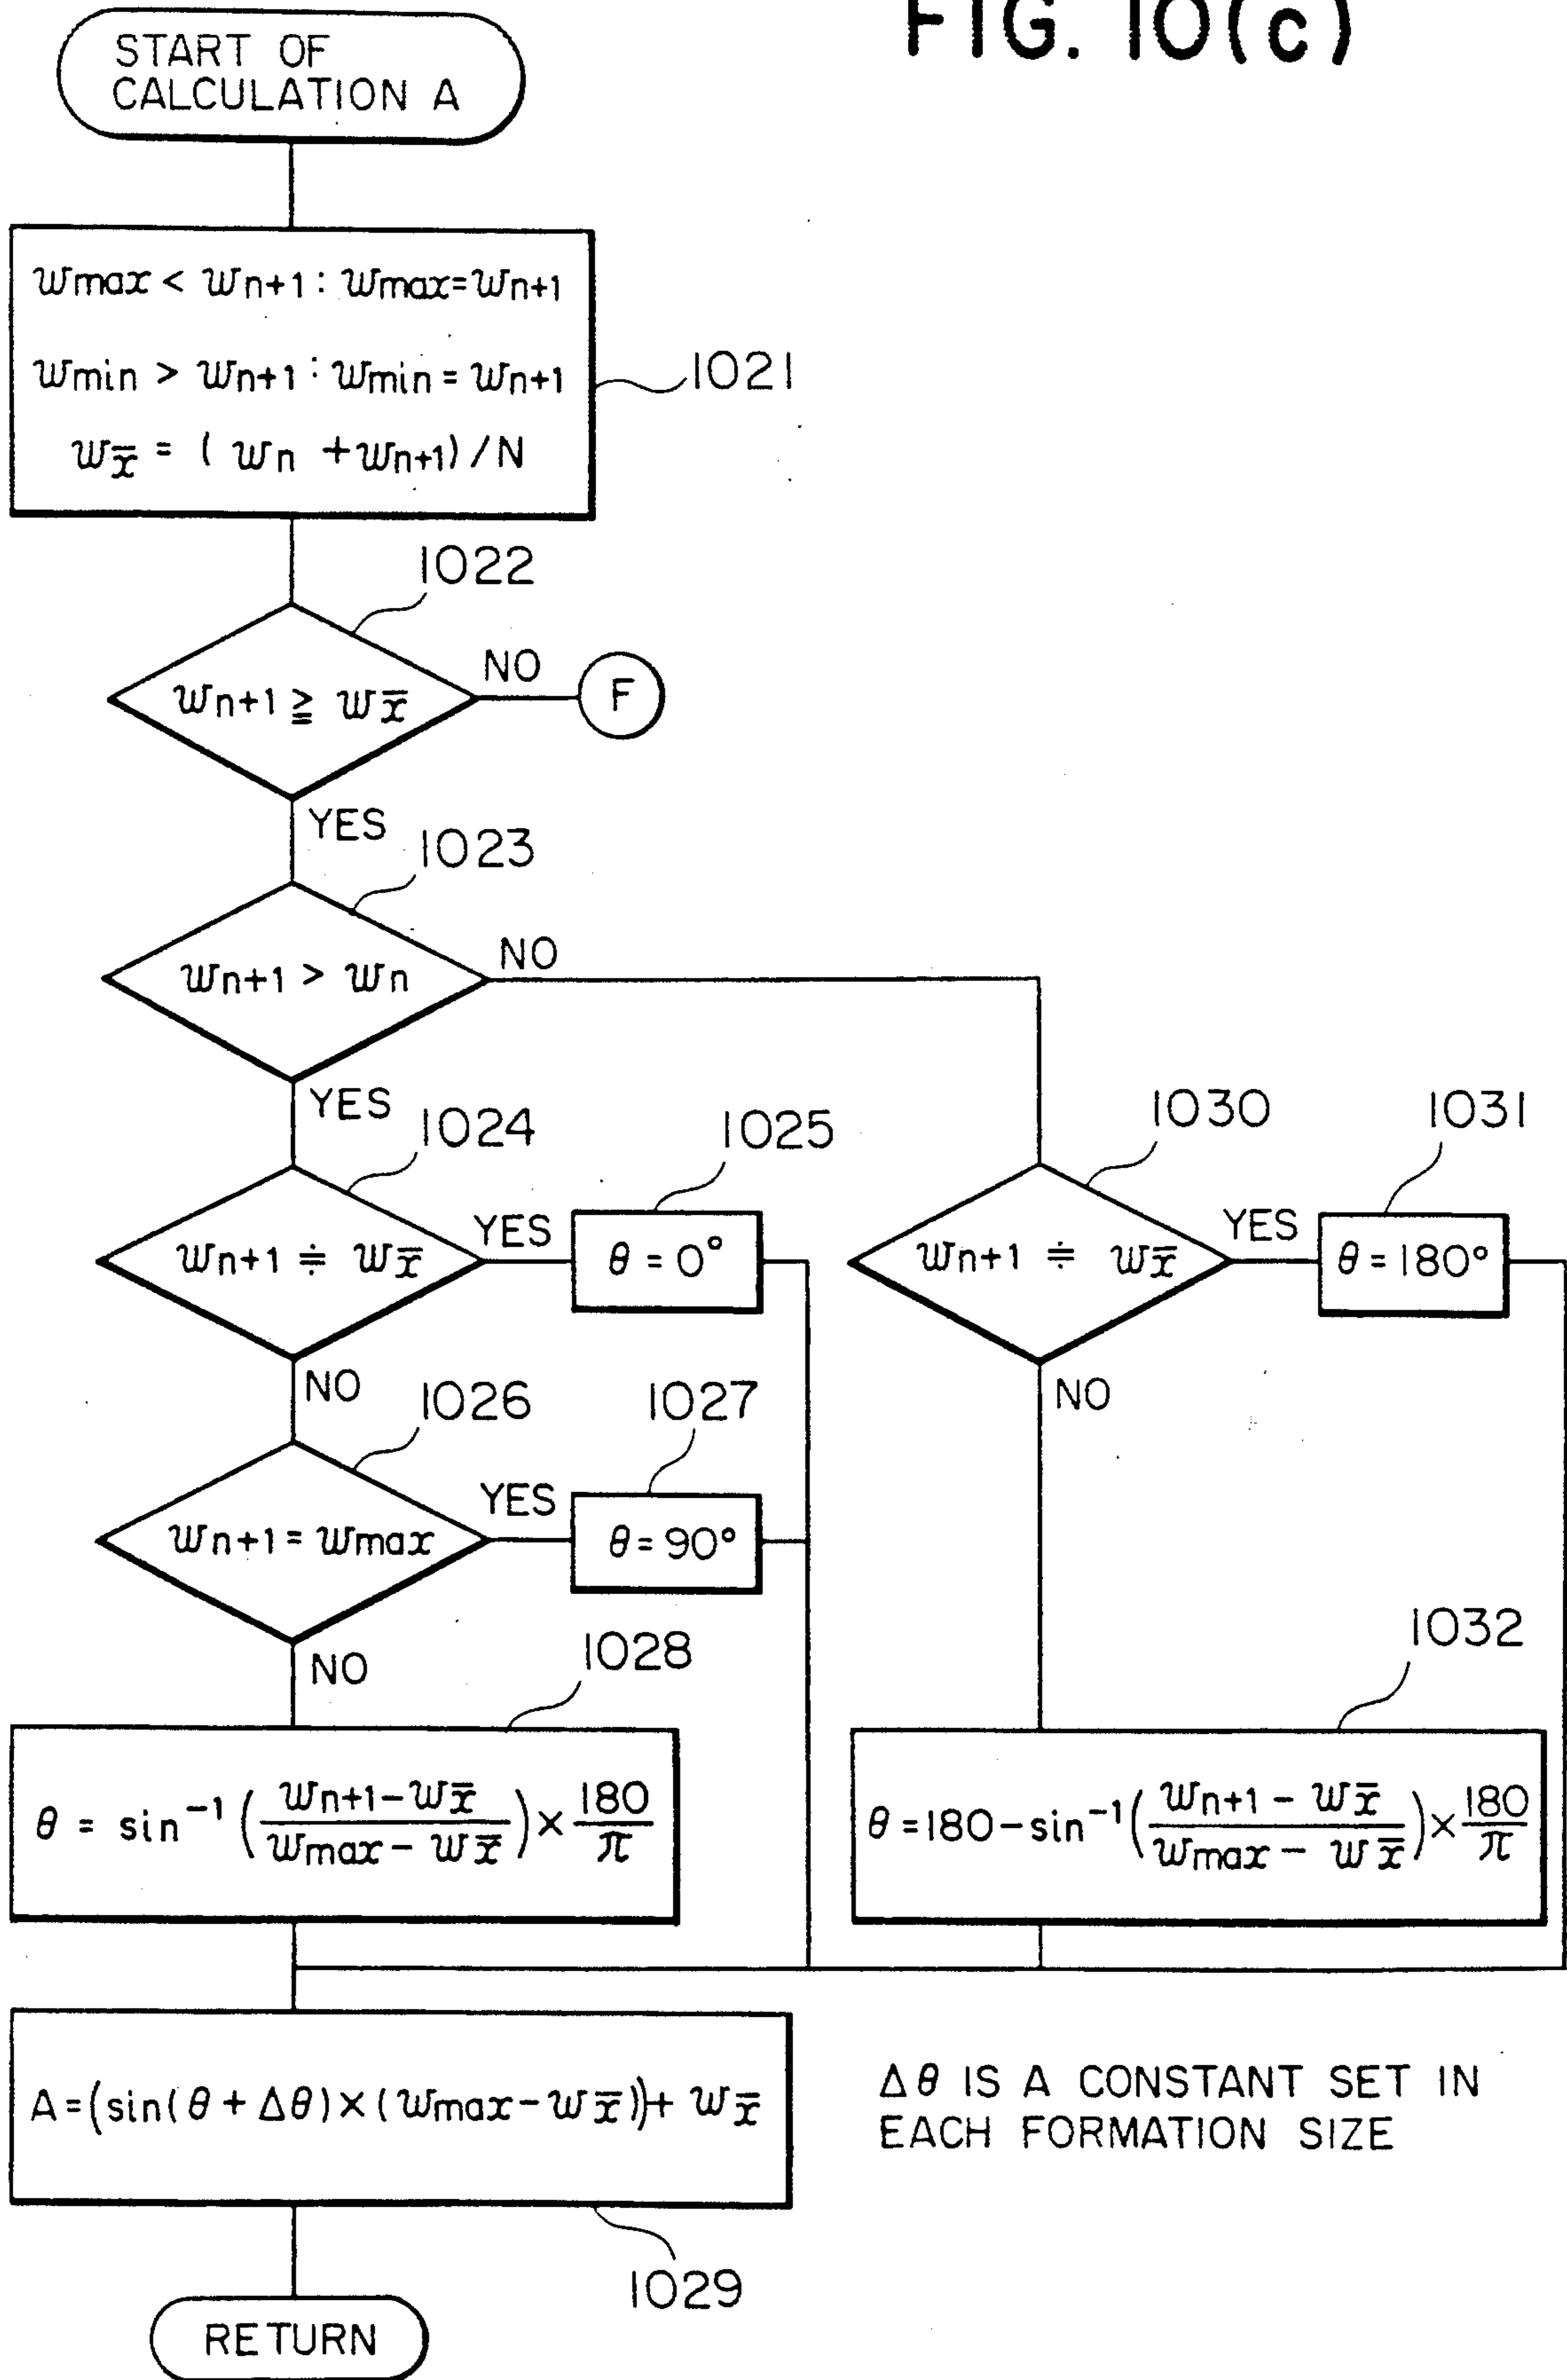 FIG. 10(c)
START OF
CALCULATION A
wmax < wn+1 : wmax = wn+1
wmin > wn+1 : wmin = wn+1
wx̄ = ( wn + wn+1) / N
1021
1022
wn+1 ≧ wx̄
NO
F
YES
1023
wn+1 > wn
NO
YES
1024
wn+1 ≑ wx̄
YES
1025
θ = 0°
1030
wn+1 ≑ wx̄
YES
1031
θ = 180°
NO
NO
1026
wn+1 = wmax
YES
1027
θ = 90°
NO
1028
θ = sin⁻¹ ( (wn+1 − wx̄) / (wmax − wx̄) ) × 180/π
1032
θ = 180 − sin⁻¹ ( (wn+1 − wx̄) / (wmax − wx̄) ) × 180/π
A = (sin(θ + Δθ) × (wmax − wx̄)) + wx̄
1029
Δθ IS A CONSTANT SET IN
EACH FORMATION SIZE
RETURN